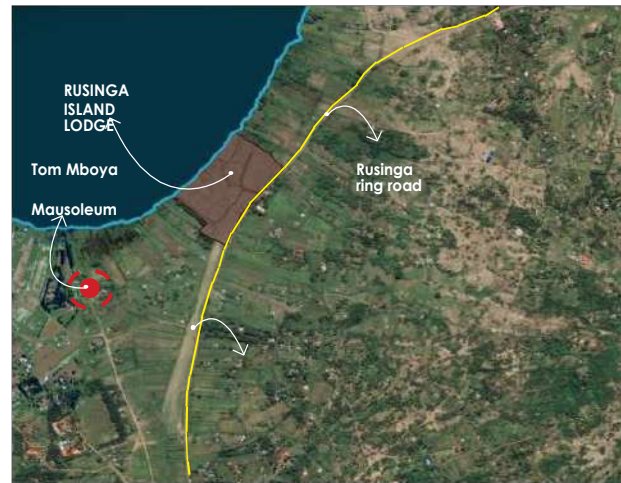 RUSINGA
ISLAND
LODGE
Tom Mboya
Mausoleum
Rusinga
ring road